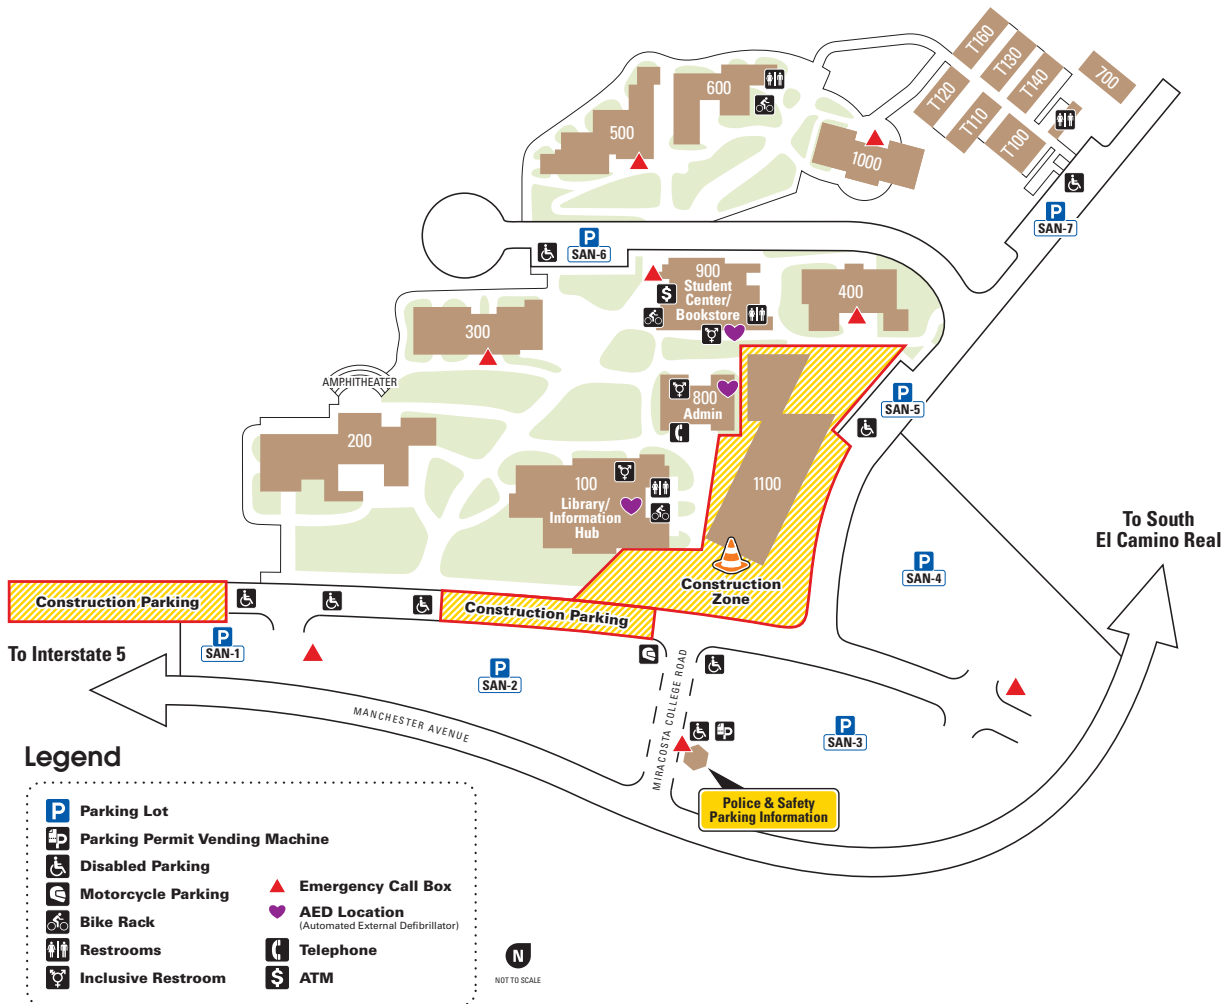 T160
T130
T140
700
T120
T110
T100
600
500
1000
P
SAN-7
P
SAN-6
900
Student
Center/
Bookstore
$
400
300
AMPHITHEATER
800
Admin
P
SAN-5
200
100
Library/
Information
Hub
1100
To South
El Camino Real
P
SAN-4
Construction
Zone
Construction Parking
Construction Parking
P
SAN-1
To Interstate 5
P
SAN-2
MANCHESTER AVENUE
MIRACOSTA COLLEGE ROAD
P
P
SAN-3
Police & Safety
Parking Information
Legend
P Parking Lot
P Parking Permit Vending Machine
Disabled Parking
Motorcycle Parking
Bike Rack
Restrooms
Inclusive Restroom
Emergency Call Box
AED Location
(Automated External Defibrillator)
Telephone
$ ATM
N
NOT TO SCALE